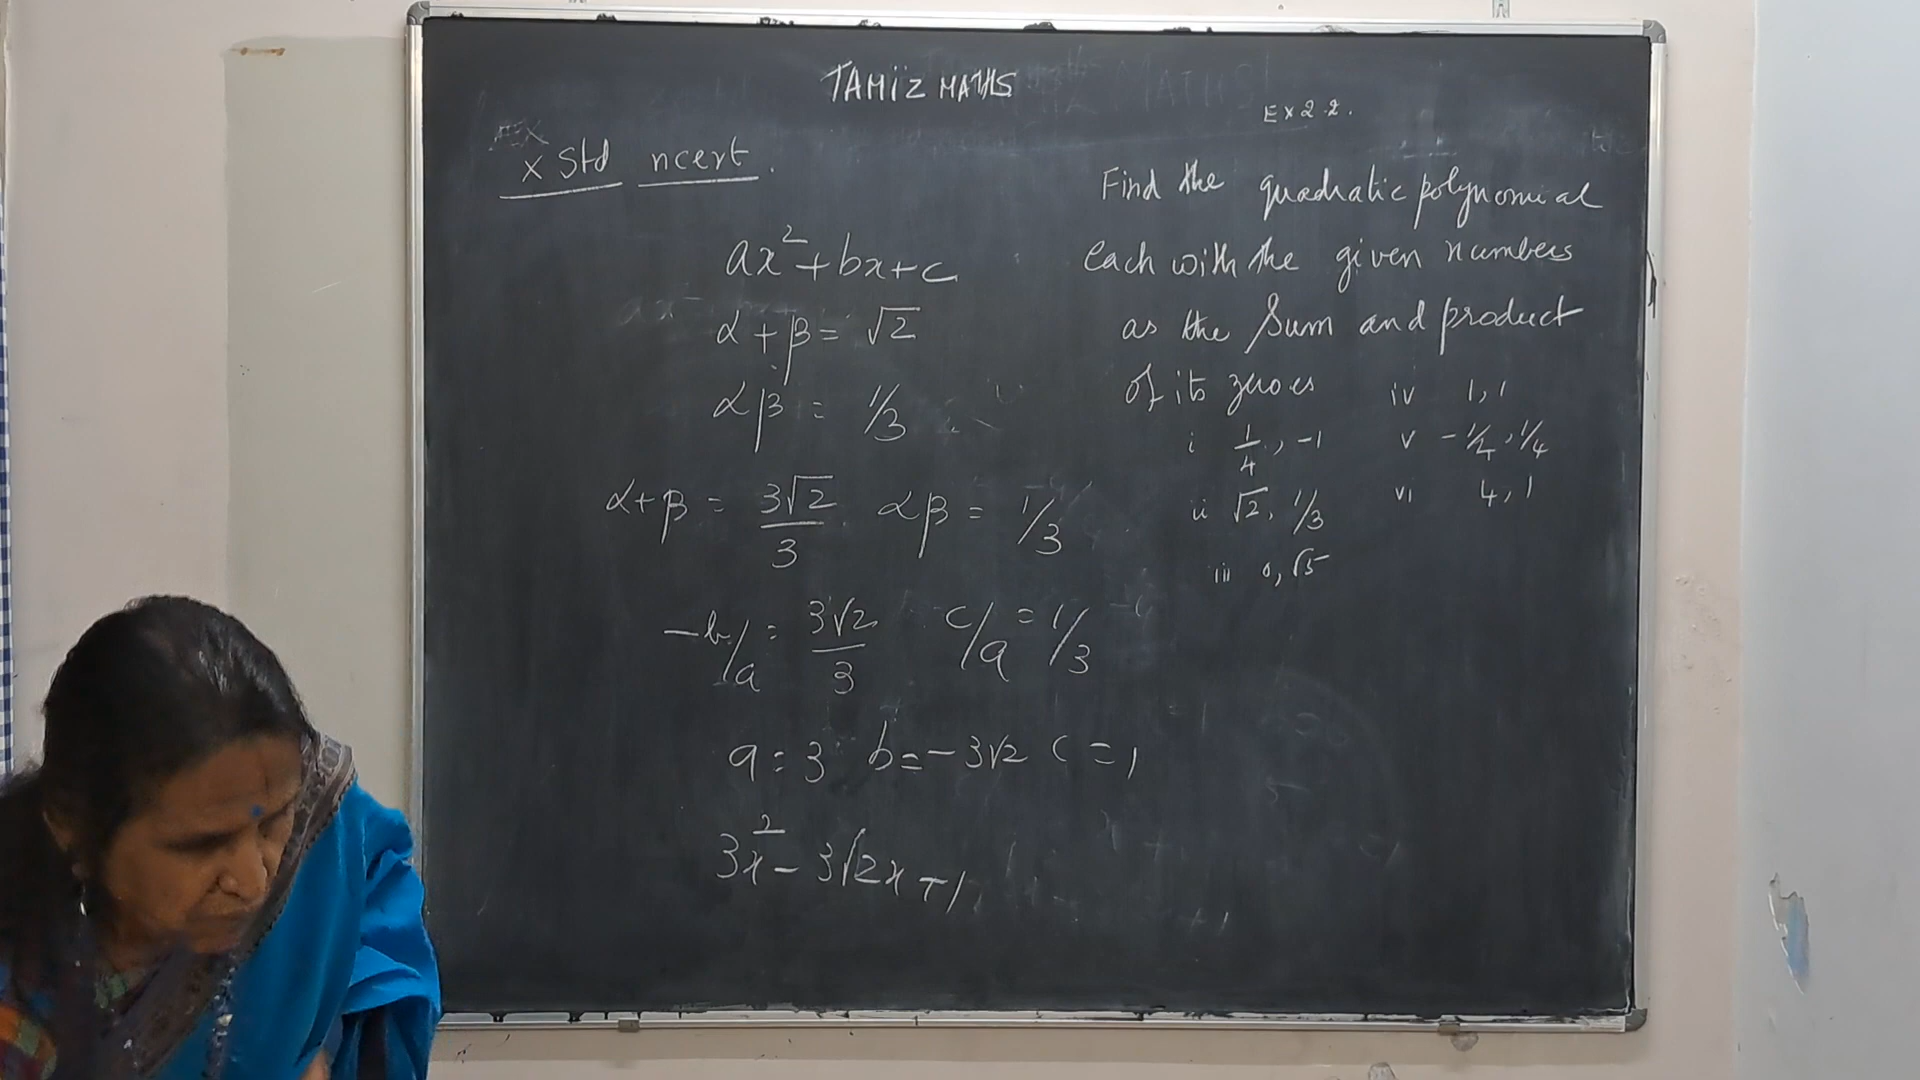 TAMIZ MATHS
EX 2.2.
X Std ncert.
ax²+bx+c
α+β = √2
αβ = 1/3
α+β = 3√2/3 αβ = 1/3
-b/a = 3√2/3 c/a = 1/3
a=3 b=-3√2 c=1
3x²-3√2x+1
Find the quadratic polynomial
each with the given numbers
as the Sum and product
of its zeroes
i 1/4, -1
ii √2, 1/3
iii 0, √5
iv 1, 1
v -1/4, 1/4
vi 4, 1